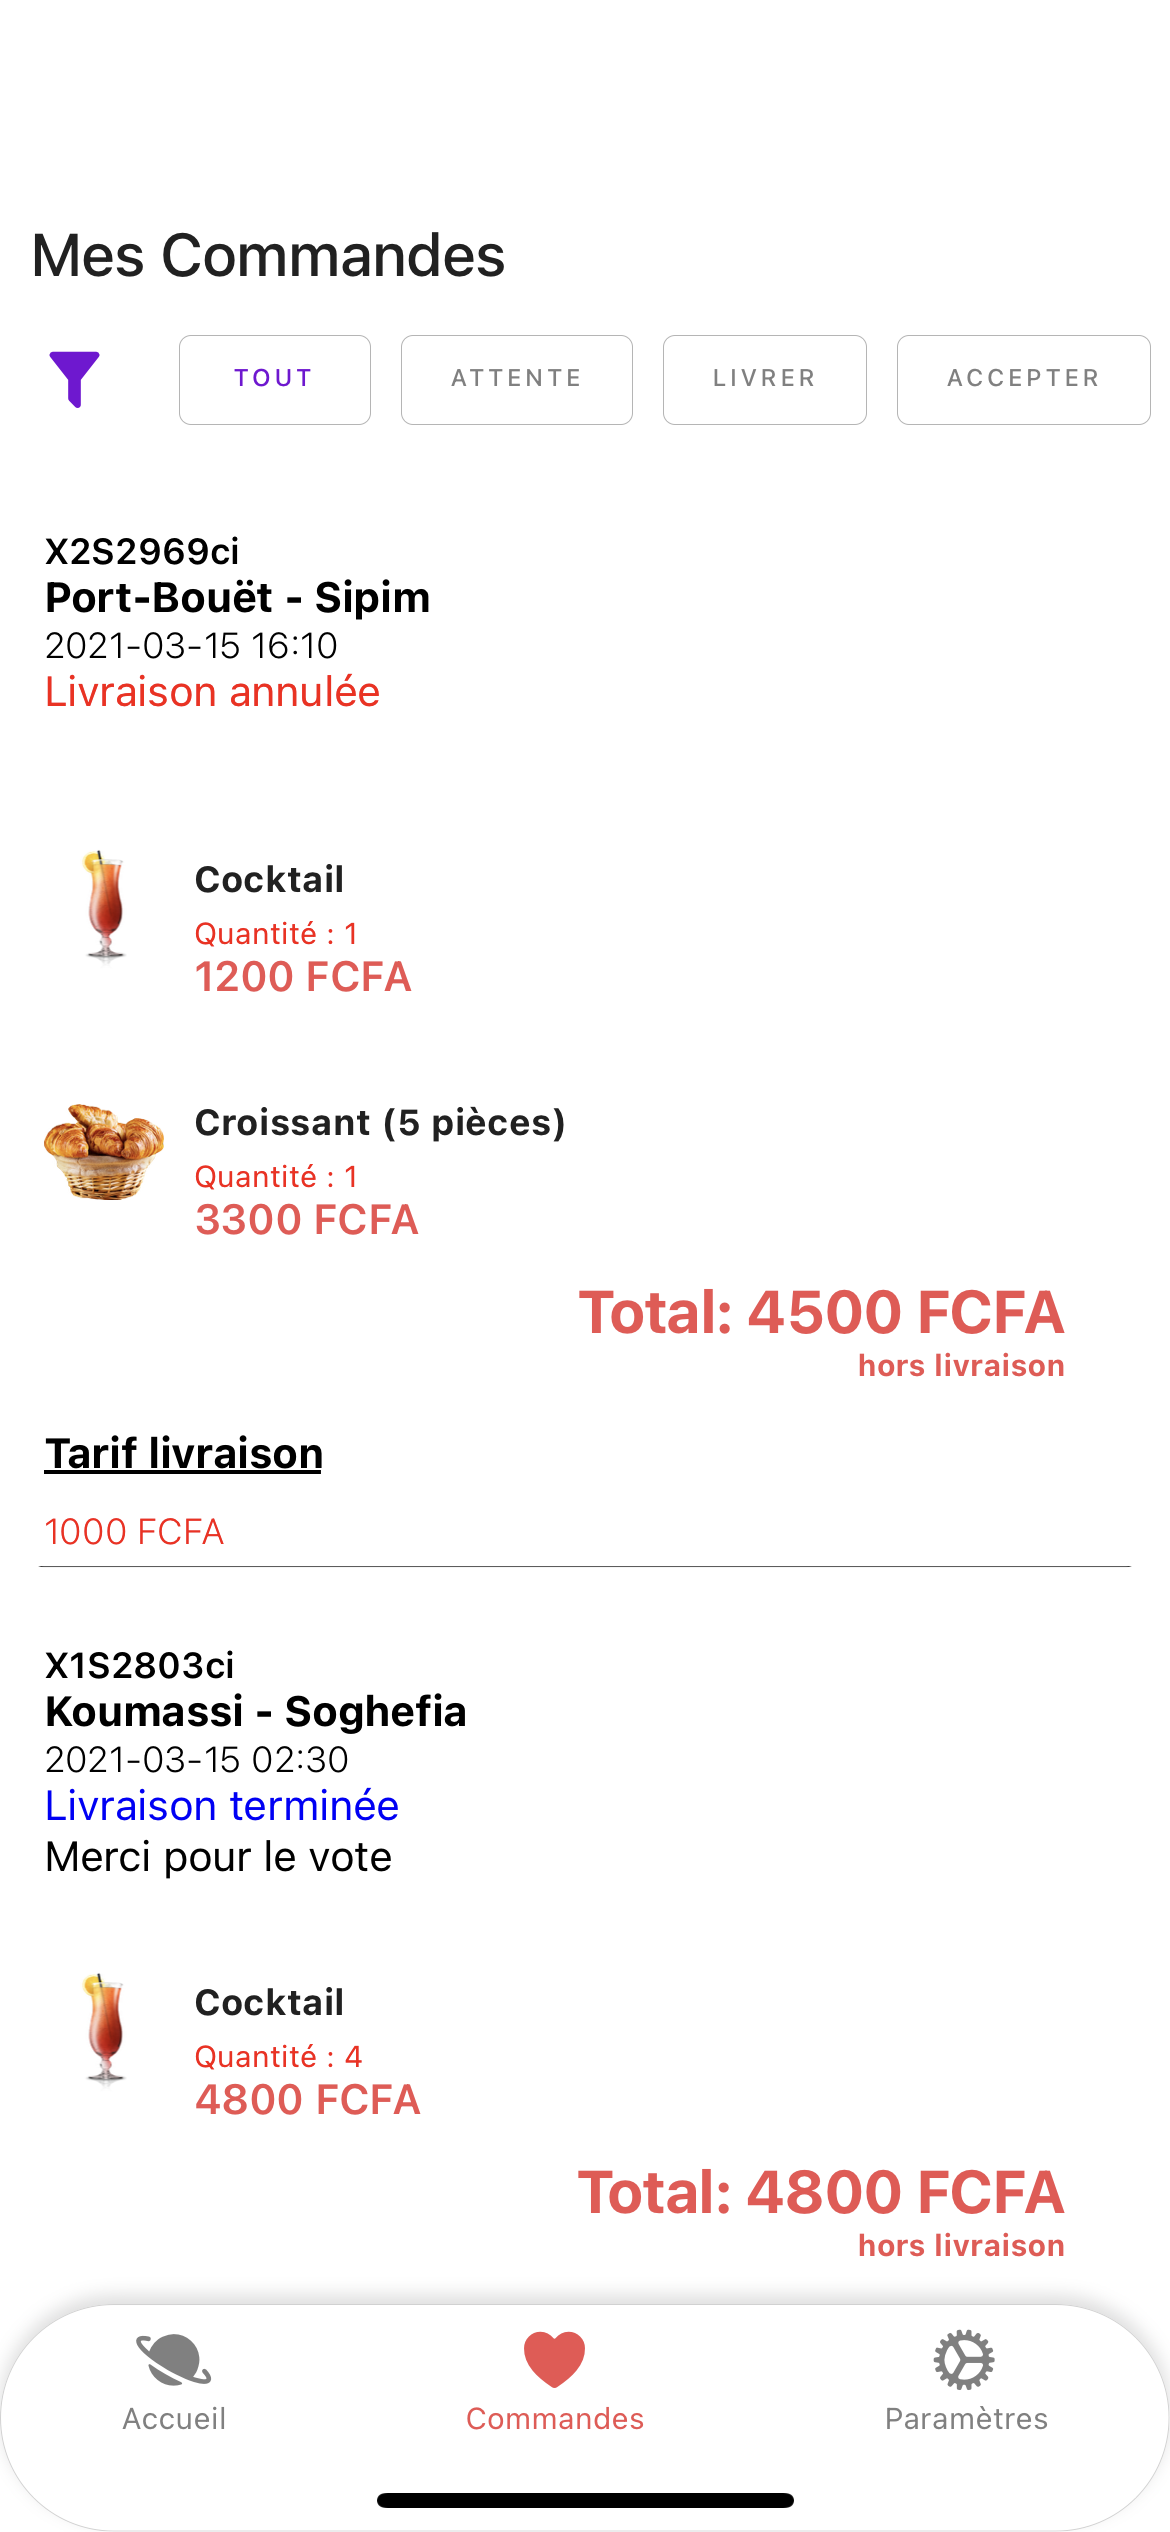 Mes Commandes
TOUT
ATTENTE
LIVRER
ACCEPTER
X2S2969ci
Port-Bouët - Sipim
2021-03-15 16:10
Livraison annulée
Cocktail
Quantité : 1
1200 FCFA
Croissant (5 pièces)
Quantité : 1
3300 FCFA
Total: 4500 FCFA
hors livraison
Tarif livraison
1000 FCFA
X1S2803ci
Koumassi - Soghefia
2021-03-15 02:30
Livraison terminée
Merci pour le vote
Cocktail
Quantité : 4
4800 FCFA
Total: 4800 FCFA
hors livraison
Accueil
Commandes
Paramètres